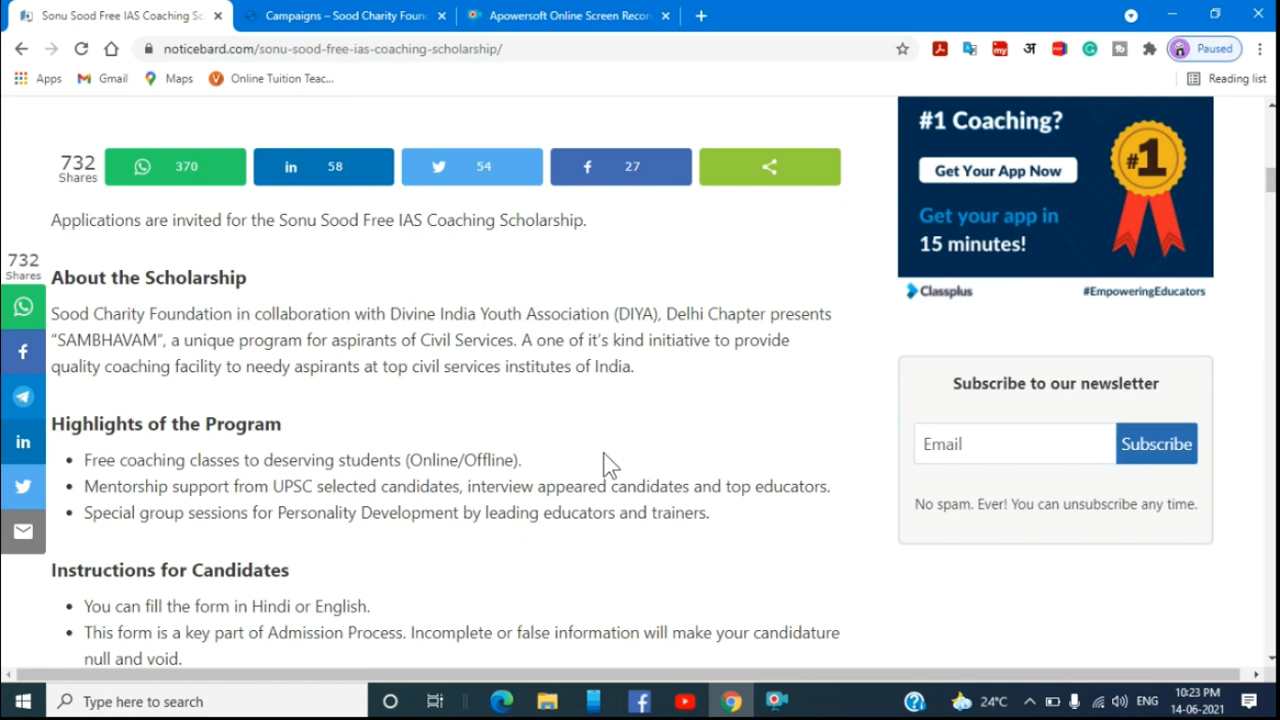 Sonu Sood Free IAS Coaching Sc
Campaigns – Sood Charity Foun
Apowersoft Online Screen Recor
noticebard.com/sonu-sood-free-ias-coaching-scholarship/
Paused
Apps
Gmail
Maps
Online Tuition Teac...
Reading list
#1 Coaching?
Get Your App Now
#1
Get your app in
15 minutes!
Classplus
#EmpoweringEducators
732
Shares
370
58
54
27
Applications are invited for the Sonu Sood Free IAS Coaching Scholarship.
732
Shares
About the Scholarship
Sood Charity Foundation in collaboration with Divine India Youth Association (DIYA), Delhi Chapter presents
“SAMBHAVAM”, a unique program for aspirants of Civil Services. A one of it’s kind initiative to provide
quality coaching facility to needy aspirants at top civil services institutes of India.
Subscribe to our newsletter
Email
Subscribe
No spam. Ever! You can unsubscribe any time.
Highlights of the Program
Free coaching classes to deserving students (Online/Offline).
Mentorship support from UPSC selected candidates, interview appeared candidates and top educators.
Special group sessions for Personality Development by leading educators and trainers.
Instructions for Candidates
You can fill the form in Hindi or English.
This form is a key part of Admission Process. Incomplete or false information will make your candidature
null and void.
Type here to search
24°C
ENG
10:23 PM
14-06-2021